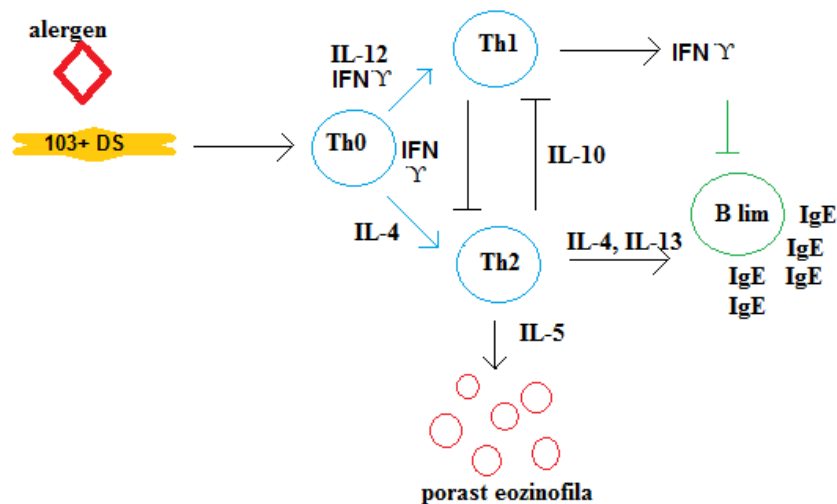 alergen
103+ DS
IL-12
IFNϒ
Th0
IFN
ϒ
IL-4
Th1
IFNϒ
IL-10
Th2
IL-4, IL-13
B lim
IgE
IgE
IgE IgE
IgE
IL-5
porast eozinofila